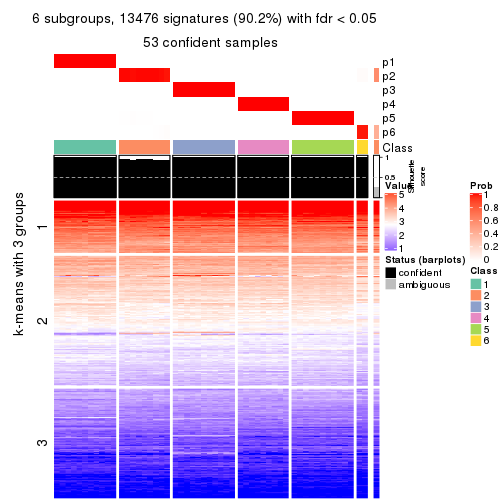 6 subgroups, 13476 signatures (90.2%) with fdr < 0.05
53 confident samples
p1
p2
p3
p4
p5
p6
Class
1
0.5
Silhouette
score
k-means with 3 groups
1
2
3
Value
5
4
3
2
1
Status (barplots)
confident
ambiguous
Prob
1
0.8
0.6
0.4
0.2
0
Class
1
2
3
4
5
6